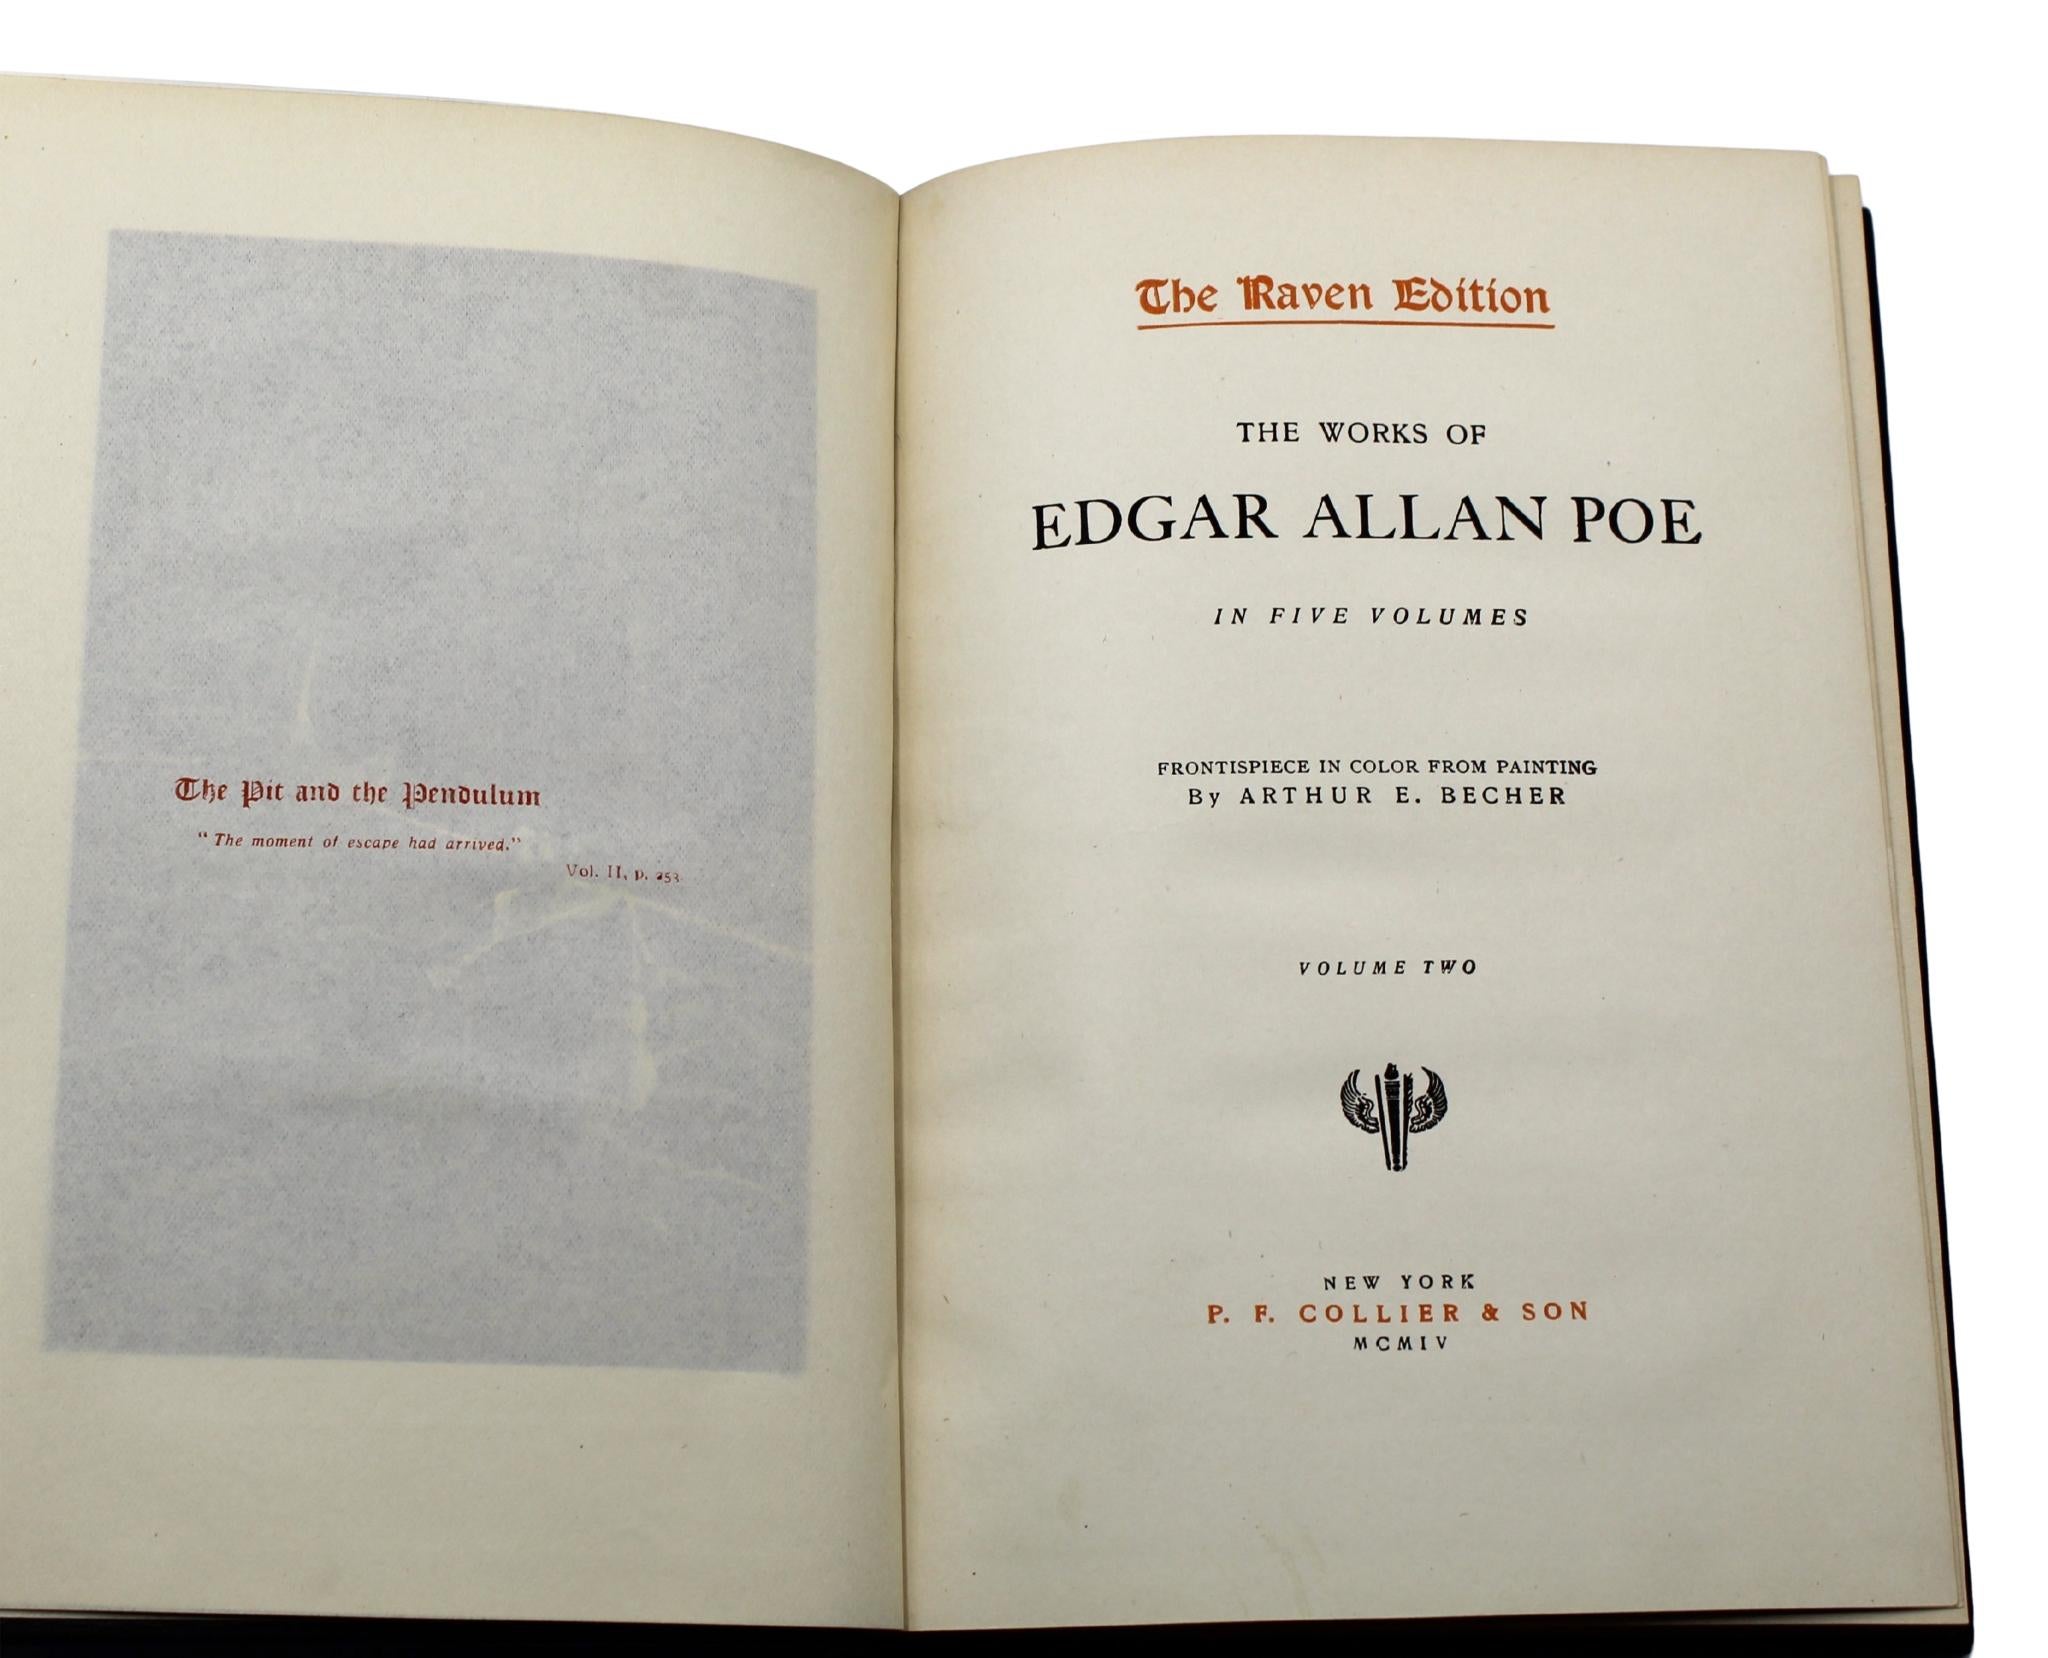 The Pit and the Pendulum
“The moment of escape had arrived.”
Vol. II, p. 253
The Raven Edition
THE WORKS OF
EDGAR ALLAN POE
IN FIVE VOLUMES
FRONTISPIECE IN COLOR FROM PAINTING
By ARTHUR E. BECHER
VOLUME TWO
NEW YORK
P. F. COLLIER & SON
MCMIV